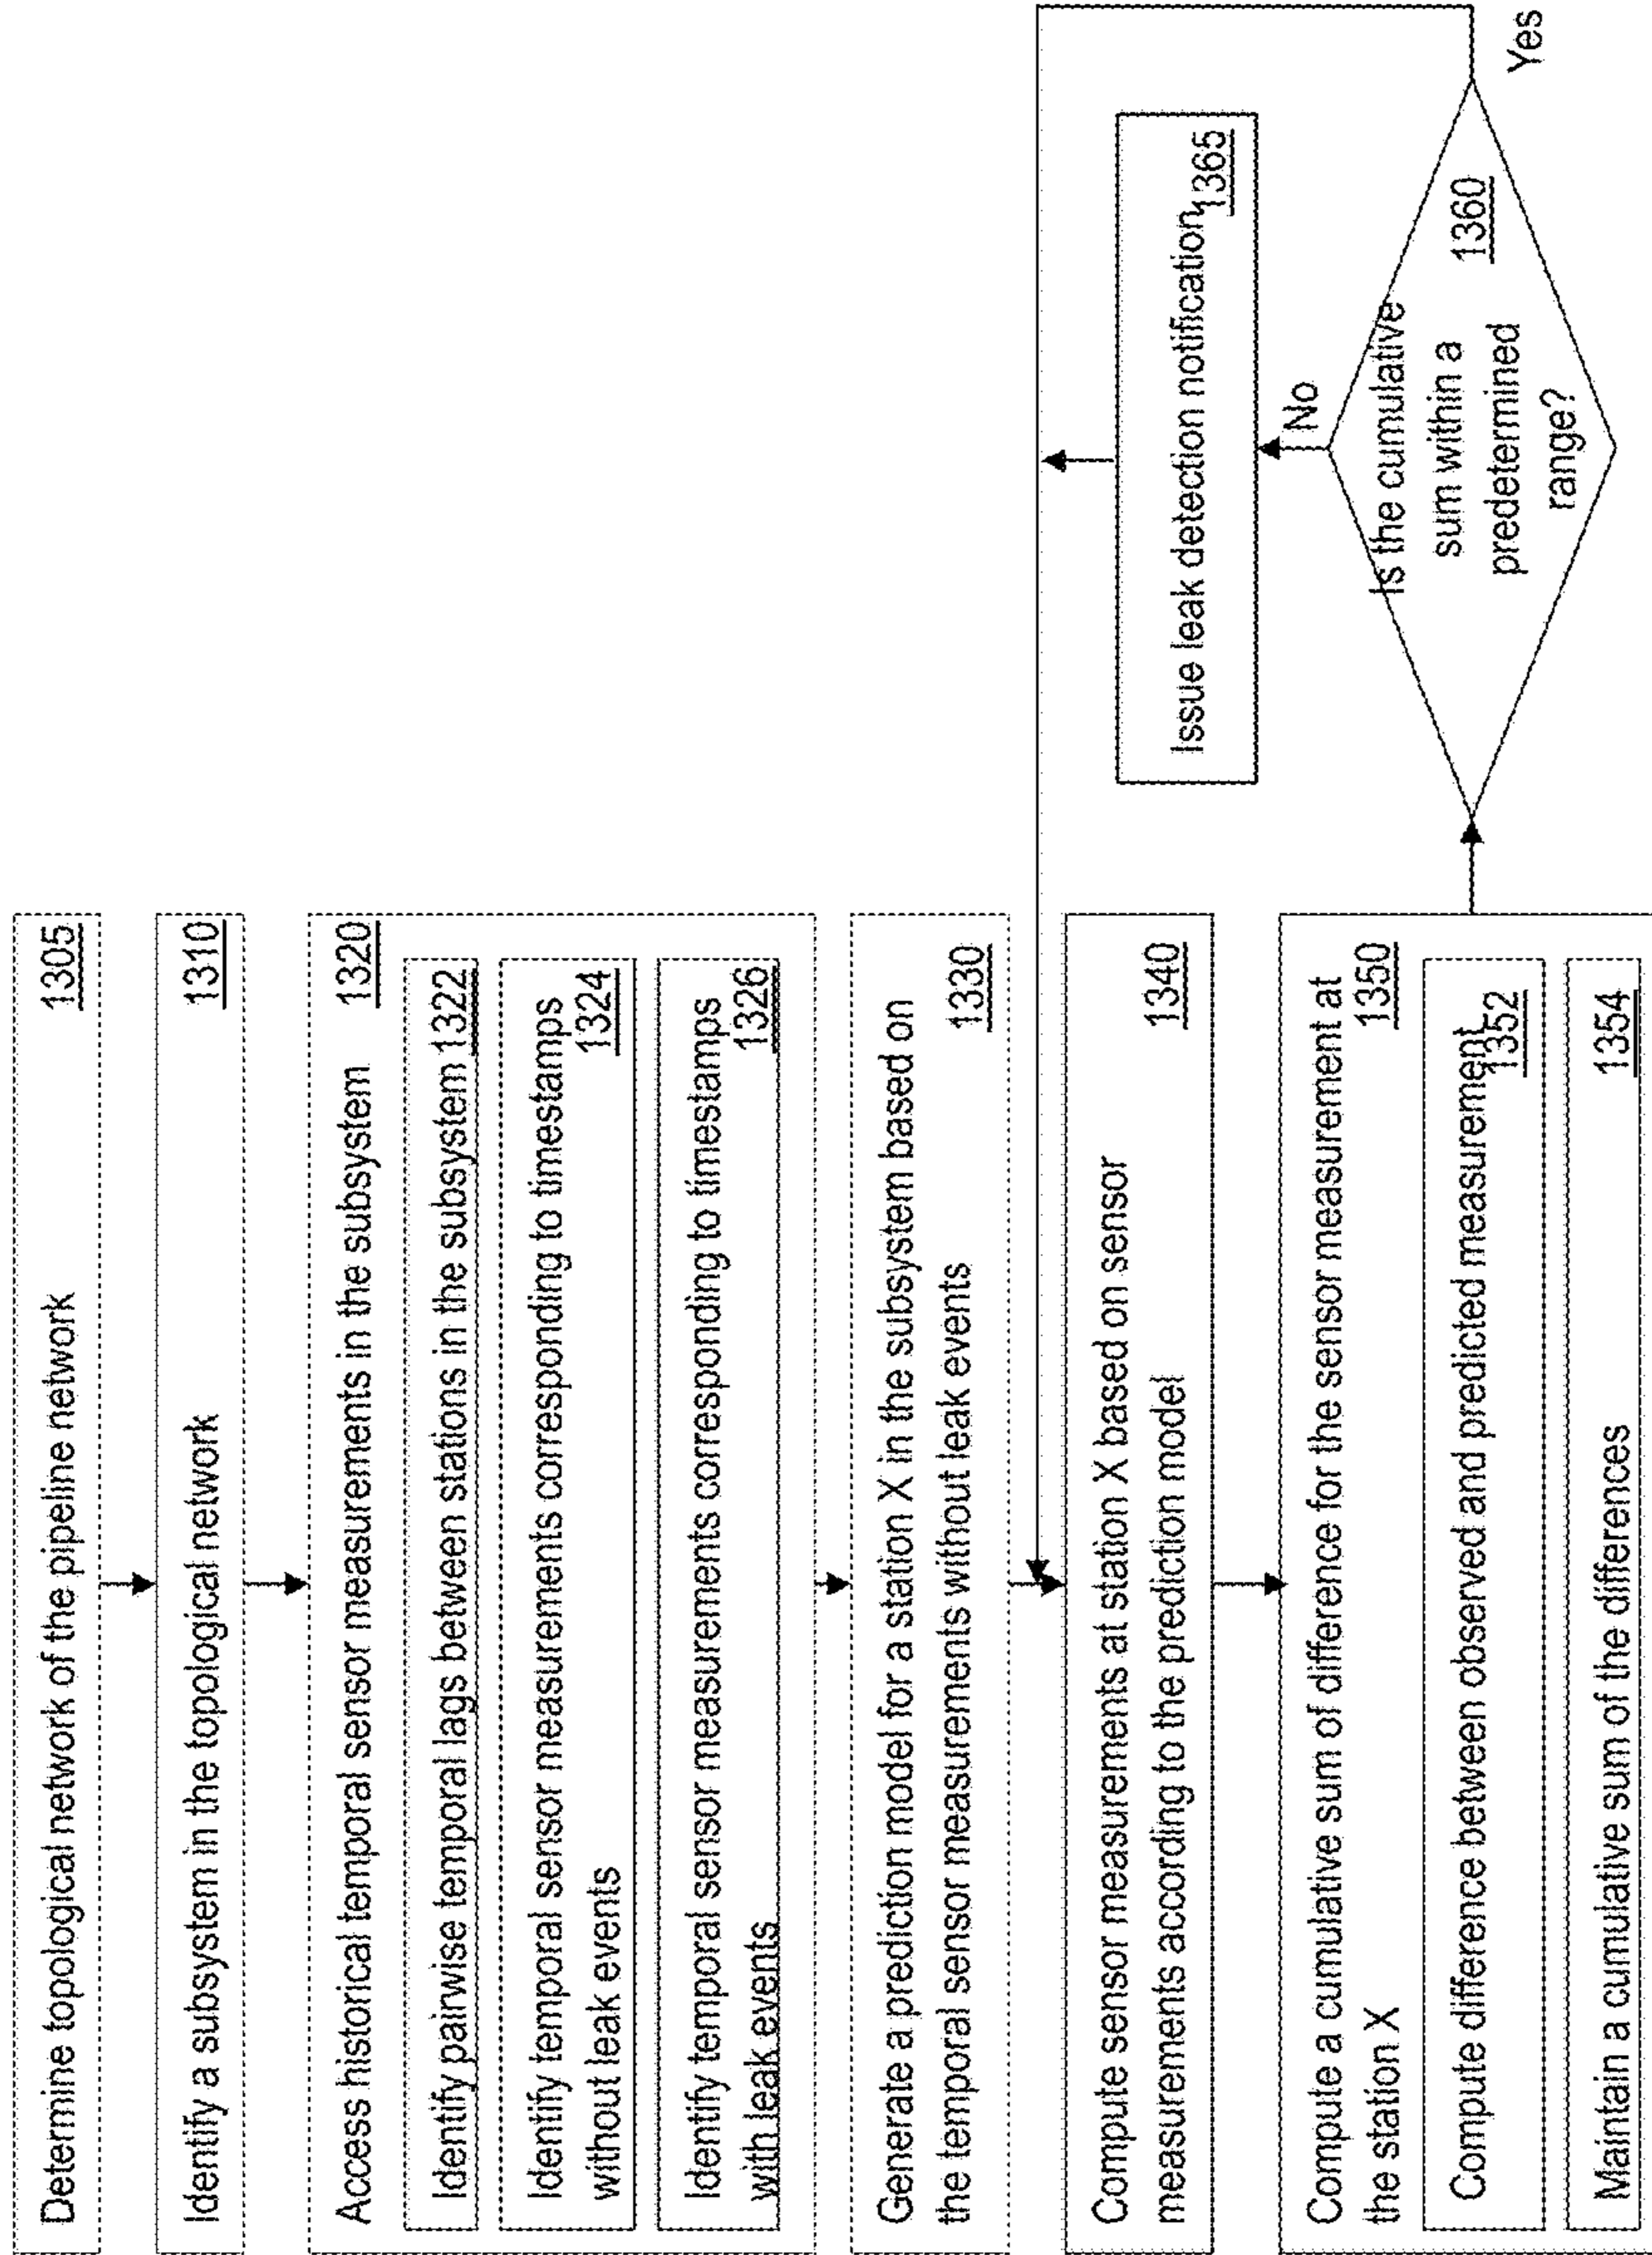 Determine topological network of the pipeline network 1305
Identify a subsystem in the topological network 1310
Access historical temporal sensor measurements in the subsystem 1320
Identify pairwise temporal lags between stations in the subsystem 1322
Identify temporal sensor measurements corresponding to timestamps
without leak events 1324
Identify temporal sensor measurements corresponding to timestamps
with leak events 1326
Generate a prediction model for a station X in the subsystem based on
the temporal sensor measurements without leak events 1330
Compute sensor measurements at station X based on sensor
measurements according to the prediction model 1340
Compute a cumulative sum of difference for the sensor measurement at
the station X 1350
Compute difference between observed and predicted measurement
1352
Maintain a cumulative sum of the differences 1354
Issue leak detection notification
1365
No
Is the cumulative
sum within a 1360
predetermined
range?
Yes